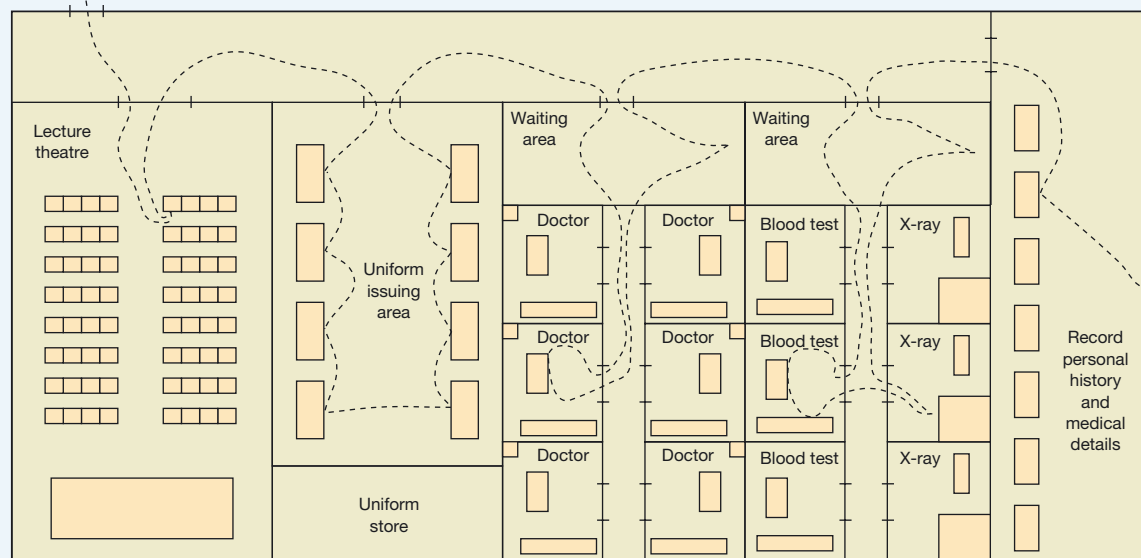 Lecture
theatre
Uniform
issuing
area
Uniform
store
Waiting
area
Waiting
area
Doctor
Doctor
Blood test
X-ray
Doctor
Doctor
Blood test
X-ray
Doctor
Doctor
Blood test
X-ray
Record
personal
history
and
medical
details